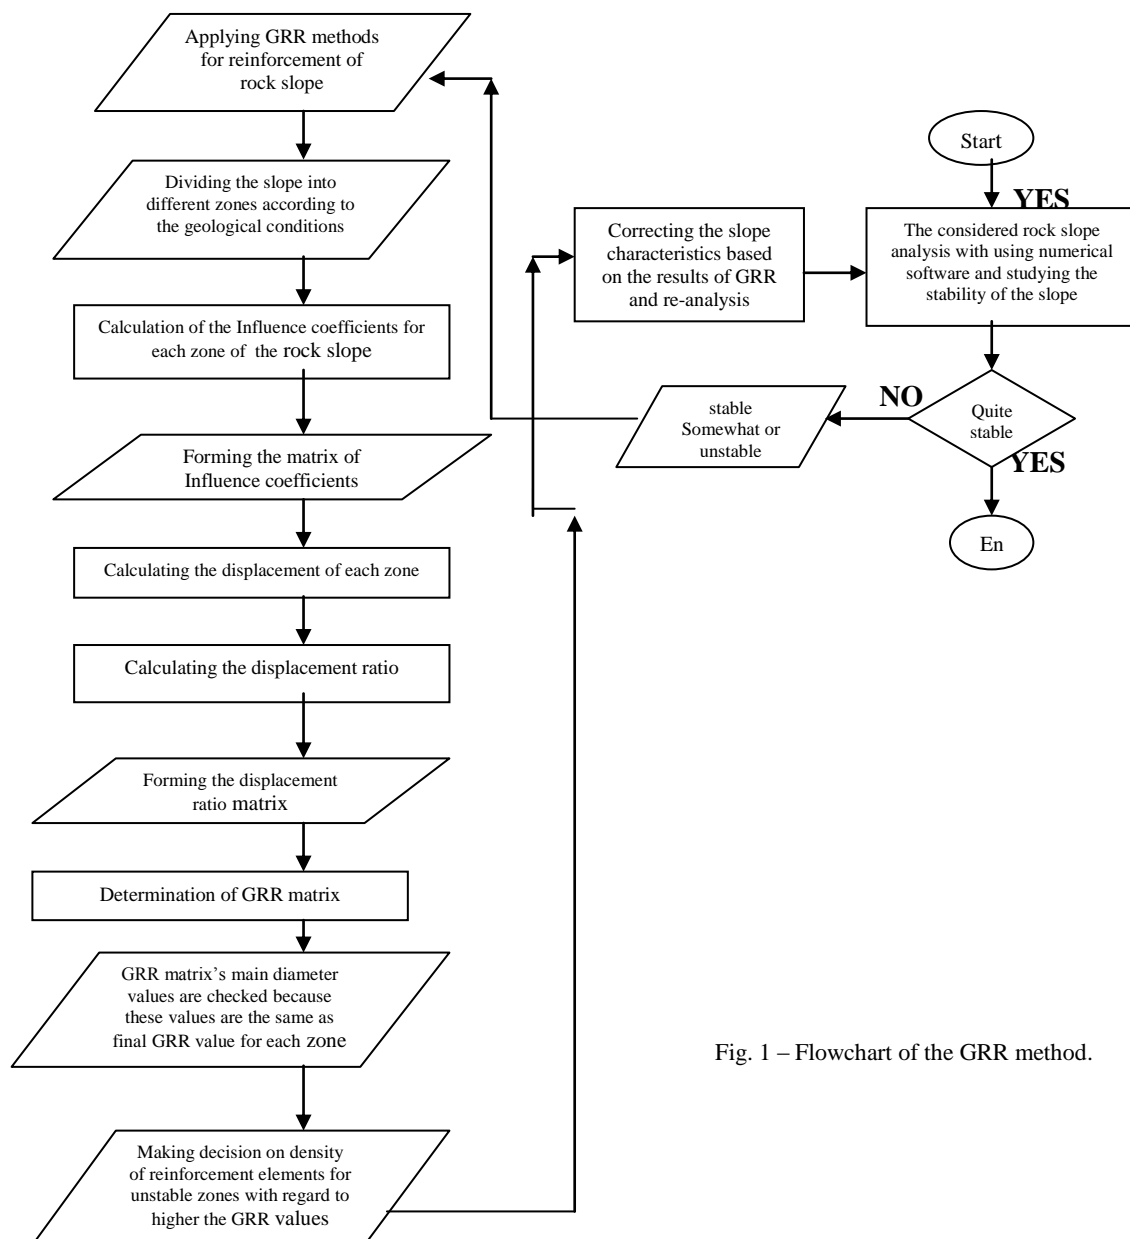 Applying GRR methods
for reinforcement of
rock slope
Dividing the slope into
different zones according to
the geological conditions
Calculation of the Influence coefficients for
each zone of the rock slope
Forming the matrix of
Influence coefficients
Calculating the displacement of each zone
Calculating the displacement ratio
Forming the displacement
ratio matrix
Determination of GRR matrix
GRR matrix’s main diameter
values are checked because
these values are the same as
final GRR value for each zone
Making decision on density
of reinforcement elements for
unstable zones with regard to
higher the GRR values
Correcting the slope
characteristics based
on the results of GRR
and re-analysis
Start
YES
The considered rock slope
analysis with using numerical
software and studying the
stability of the slope
NO
stable
Somewhat or
unstable
Quite
stable
YES
En
Fig. 1 – Flowchart of the GRR method.